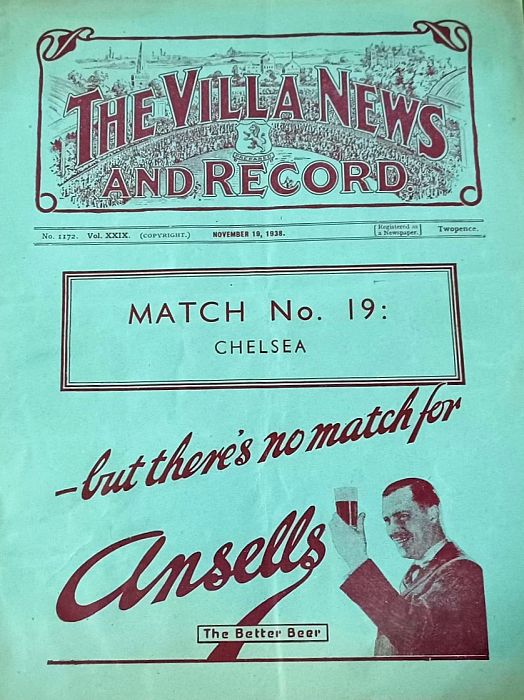 THE VILLA NEWS
AND RECORD.
No. 1172. Vol. XXIX. (COPYRIGHT.) NOVEMBER 19, 1938. [Registered as a Newspaper.] Twopence.
MATCH No. 19:
CHELSEA
–but there's no match for
Ansells
The Better Beer